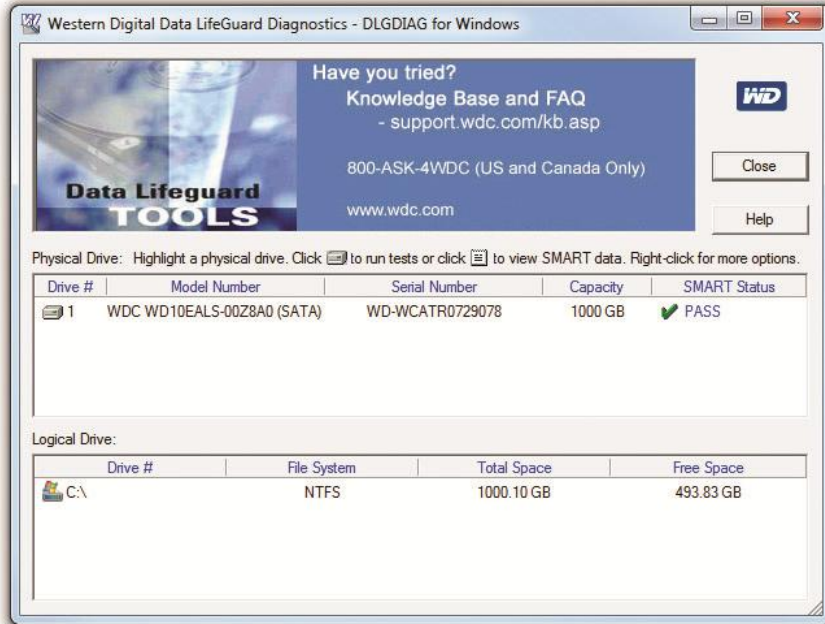 Western Digital Data LifeGuard Diagnostics - DLGDIAG for Windows
Data Lifeguard
TOOLS
Have you tried?
Knowledge Base and FAQ
- support.wdc.com/kb.asp
800-ASK-4WDC (US and Canada Only)
www.wdc.com
WD
Close
Help
Physical Drive: Highlight a physical drive. Click to run tests or click to view SMART data. Right-click for more options.
Drive # Model Number Serial Number Capacity SMART Status
1 WDC WD10EALS-00Z8A0 (SATA) WD-WCATR0729078 1000 GB PASS
Logical Drive:
Drive # File System Total Space Free Space
C:\ NTFS 1000.10 GB 493.83 GB